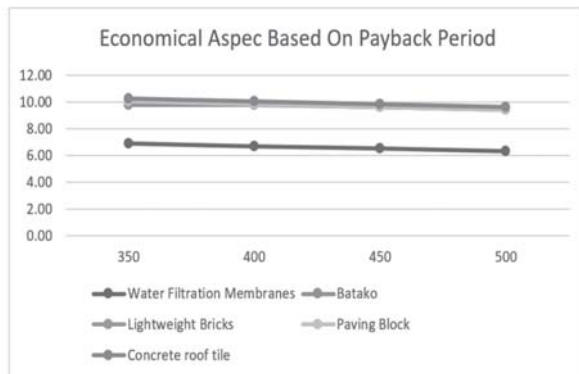 Economical Aspec Based On Payback Period
12.00
10.00
8.00
6.00
4.00
2.00
0.00
350 400 450 500
Water Filtration Membranes Batako
Lightweight Bricks Paving Block
Concrete roof tile